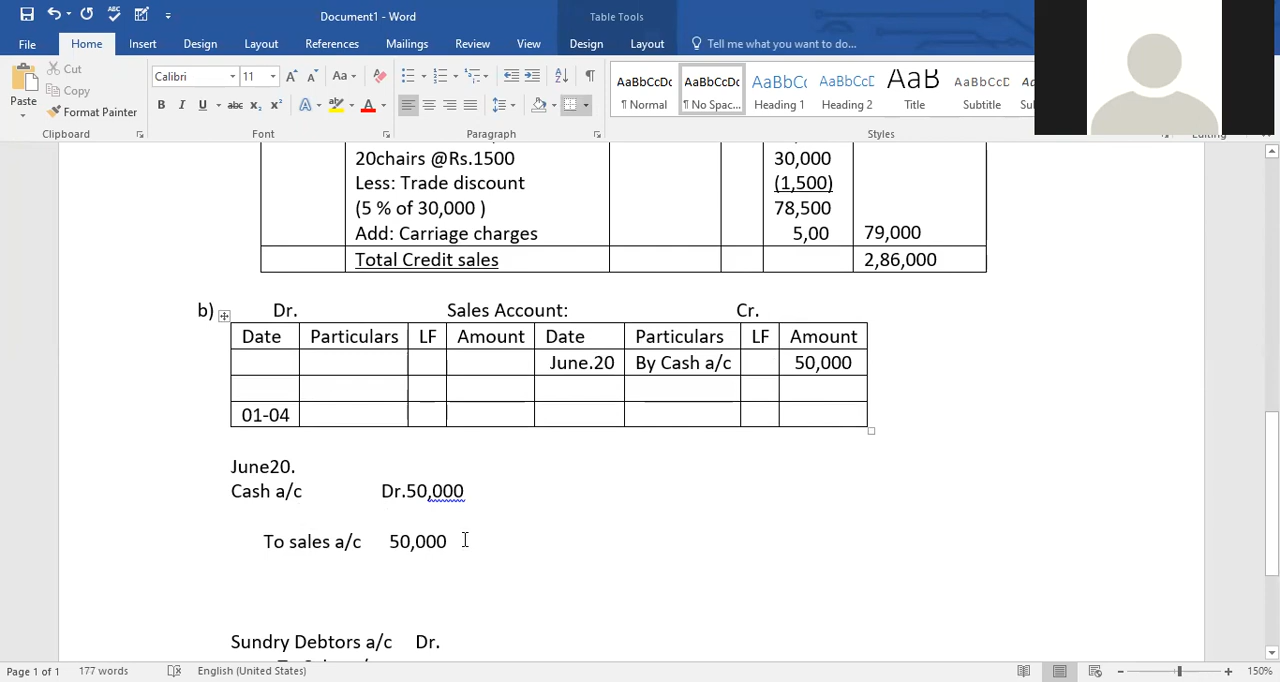 Document1 - Word
Table Tools
File Home Insert Design Layout References Mailings Review View Design Layout Tell me what you want to do...
Paste
Cut
Copy
Format Painter
Clipboard
Calibri 11
Font
Paragraph
AaBbCcDc AaBbCcDc AaBbCc AaBbCcC AaB AaBbCcD
¶ Normal ¶ No Spac... Heading 1 Heading 2 Title Subtitle
Styles
20chairs @Rs.1500 30,000
Less: Trade discount (1,500)
(5 % of 30,000 ) 78,500
Add: Carriage charges 5,00 79,000
Total Credit sales 2,86,000
b) Dr. Sales Account: Cr.
Date Particulars LF Amount Date Particulars LF Amount
June.20 By Cash a/c 50,000
01-04
June20.
Cash a/c Dr.50,000
To sales a/c 50,000
Sundry Debtors a/c Dr.
Page 1 of 1 177 words English (United States) 150%